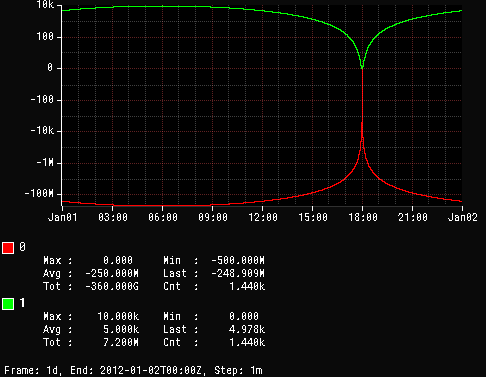 10k
100
0
-100
-10k
-1M
-100M
Jan01 03:00 06:00 09:00 12:00 15:00 18:00 21:00 Jan02
0
Max : 0.000 Min : -500.000M
Avg : -250.000M Last : -248.909M
Tot : -360.000G Cnt : 1.440k
1
Max : 10.000k Min : 0.000
Avg : 5.000k Last : 4.978k
Tot : 7.200M Cnt : 1.440k
Frame: 1d, End: 2012-01-02T00:00Z, Step: 1m